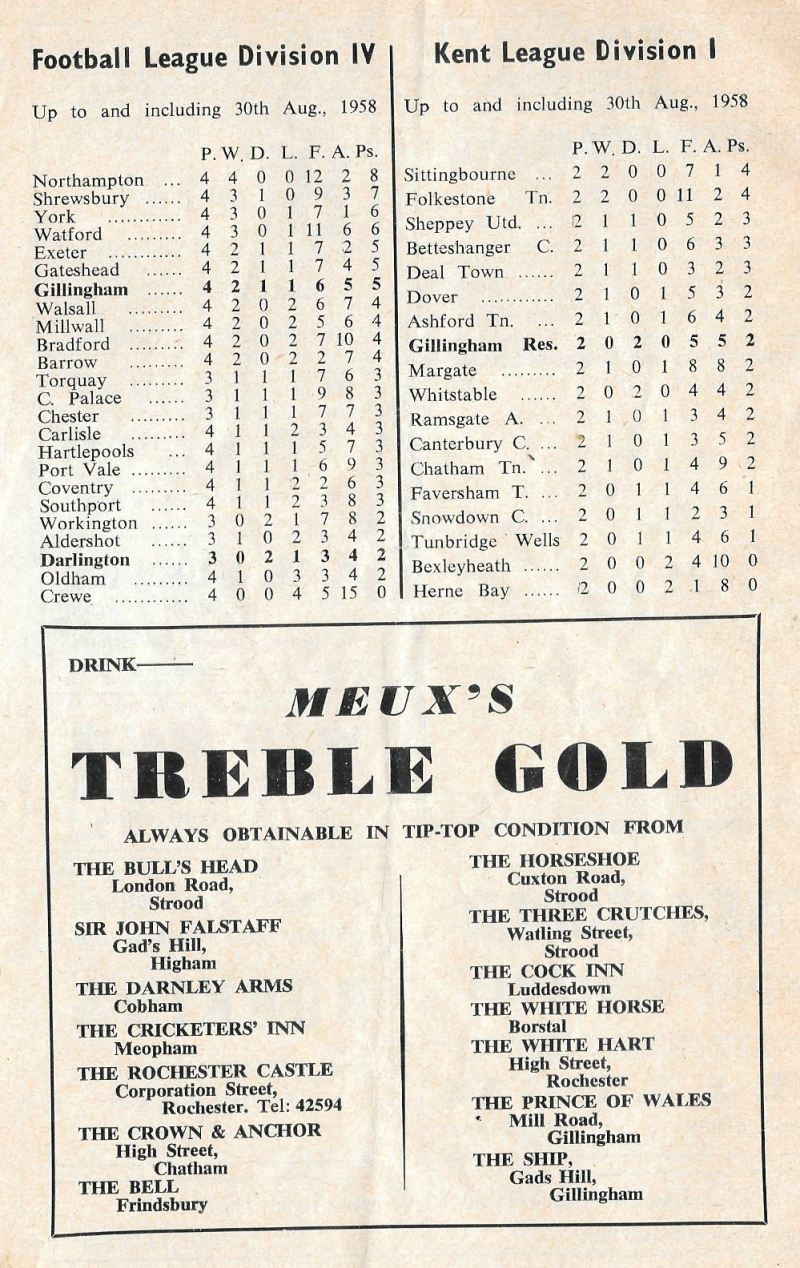 Football League Division IV
Up to and including 30th Aug., 1958
P. W. D. L. F. A. Ps.
Northampton ... 4 4 0 0 12 2 8
Shrewsbury ...... 4 3 1 0 9 3 7
York ............ 4 3 0 1 7 1 6
Watford ......... 4 3 0 1 11 6 6
Exeter ............ 4 2 1 1 7 2 5
Gateshead ...... 4 2 1 1 7 4 5
Gillingham ...... 4 2 1 1 6 5 5
Walsall ......... 4 2 0 2 6 7 4
Millwall ......... 4 2 0 2 5 6 4
Bradford ......... 4 2 0 2 7 10 4
Barrow ......... 4 2 0 2 2 7 4
Torquay ......... 3 1 1 1 7 6 3
C. Palace ...... 3 1 1 1 9 8 3
Chester ......... 3 1 1 1 7 7 3
Carlisle ......... 4 1 1 2 3 4 3
Hartlepools ... 4 1 1 1 5 7 3
Port Vale ......... 4 1 1 1 6 9 3
Coventry ......... 4 1 1 2 2 6 3
Southport ...... 4 1 1 2 3 8 3
Workington ...... 3 0 2 1 7 8 2
Aldershot ...... 3 1 0 2 3 4 2
Darlington ...... 3 0 2 1 3 4 2
Oldham ......... 4 1 0 3 3 4 2
Crewe ............ 4 0 0 4 5 15 0
Kent League Division I
Up to and including 30th Aug., 1958
P. W. D. L. F. A. Ps.
Sittingbourne ... 2 2 0 0 7 1 4
Folkestone Tn. 2 2 0 0 11 2 4
Sheppey Utd. ... 2 1 1 0 5 2 3
Betteshanger C. 2 1 1 0 6 3 3
Deal Town ...... 2 1 1 0 3 2 3
Dover ............ 2 1 0 1 5 3 2
Ashford Tn. ... 2 1 0 1 6 4 2
Gillingham Res. 2 0 2 0 5 5 2
Margate ......... 2 1 0 1 8 8 2
Whitstable ...... 2 0 2 0 4 4 2
Ramsgate A. ... 2 1 0 1 3 4 2
Canterbury C. ... 2 1 0 1 3 5 2
Chatham Tn. ... 2 1 0 1 4 9 2
Faversham T. ... 2 0 1 1 4 6 1
Snowdown C. ... 2 0 1 1 2 3 1
Tunbridge Wells 2 0 1 1 4 6 1
Bexleyheath ...... 2 0 0 2 4 10 0
Herne Bay ...... 2 0 0 2 1 8 0
DRINK——
MEUX'S
TREBLE GOLD
ALWAYS OBTAINABLE IN TIP-TOP CONDITION FROM
THE BULL'S HEAD
London Road,
Strood
SIR JOHN FALSTAFF
Gad's Hill,
Higham
THE DARNLEY ARMS
Cobham
THE CRICKETERS' INN
Meopham
THE ROCHESTER CASTLE
Corporation Street,
Rochester. Tel: 42594
THE CROWN & ANCHOR
High Street,
Chatham
THE BELL
Frindsbury
THE HORSESHOE
Cuxton Road,
Strood
THE THREE CRUTCHES,
Watling Street,
Strood
THE COCK INN
Luddesdown
THE WHITE HORSE
Borstal
THE WHITE HART
High Street,
Rochester
THE PRINCE OF WALES
Mill Road,
Gillingham
THE SHIP,
Gads Hill,
Gillingham